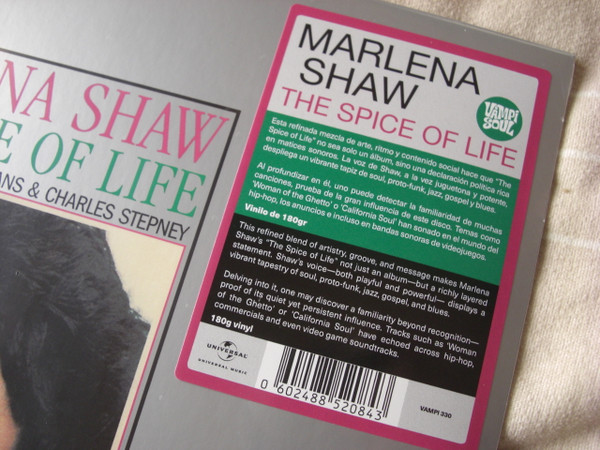 NA SHAW
E OF LIFE
ANS & CHARLES STEPNEY
MARLENA
SHAW
THE SPICE OF LIFE
VAMPI
SOUL
Esta refinada mezcla de arte, ritmo y contenido social hace que "The
Spice of Life" no sea solo un álbum, sino una declaración política rica
en matices sonoros. La voz de Shaw, a la vez juguetona y potente,
despliega un vibrante tapiz de soul, proto-funk, jazz, gospel y blues.
Al profundizar en él, uno puede detectar la familiaridad de muchas
canciones, prueba de la gran influencia de este disco. Temas como
'Woman of the Ghetto' o 'California Soul' han sonado en el mundo del
hip-hop, los anuncios e incluso en bandas sonoras de videojuegos.
Vinilo de 180gr
This refined blend of artistry, groove, and message makes Marlena
Shaw's "The Spice of Life" not just an album—but a richly layered
statement. Shaw's voice—both playful and powerful— displays a
vibrant tapestry of soul, proto-funk, jazz, gospel, and blues.
Delving into it, one may discover a familiarity beyond recognition—
proof of its quiet yet persistent influence. Tracks such as 'Woman
of the Ghetto' or 'California Soul' have echoed across hip-hop,
commercials and even video game soundtracks.
180g vinyl
UNIVERSAL
UNIVERSAL MUSIC
0 602488 520843
VAMPI 330